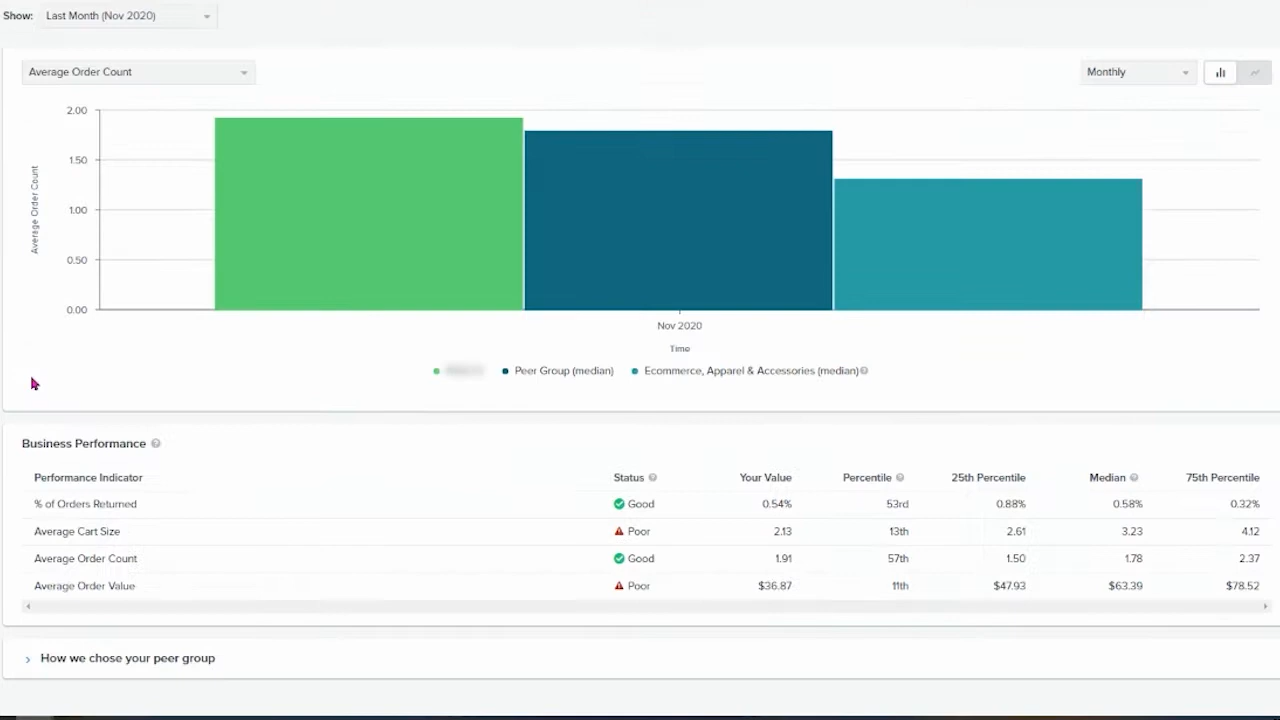 Show: Last Month (Nov 2020)
Average Order Count
Monthly
2.00
1.50
1.00
0.50
0.00
Average Order Count
Nov 2020
Time
Peer Group (median) Ecommerce, Apparel & Accessories (median)
Business Performance
Performance Indicator Status Your Value Percentile 25th Percentile Median 75th Percentile
% of Orders Returned Good 0.54% 53rd 0.88% 0.58% 0.32%
Average Cart Size Poor 2.13 13th 2.61 3.23 4.12
Average Order Count Good 1.91 57th 1.50 1.78 2.37
Average Order Value Poor $36.87 11th $47.93 $63.39 $78.52
How we chose your peer group